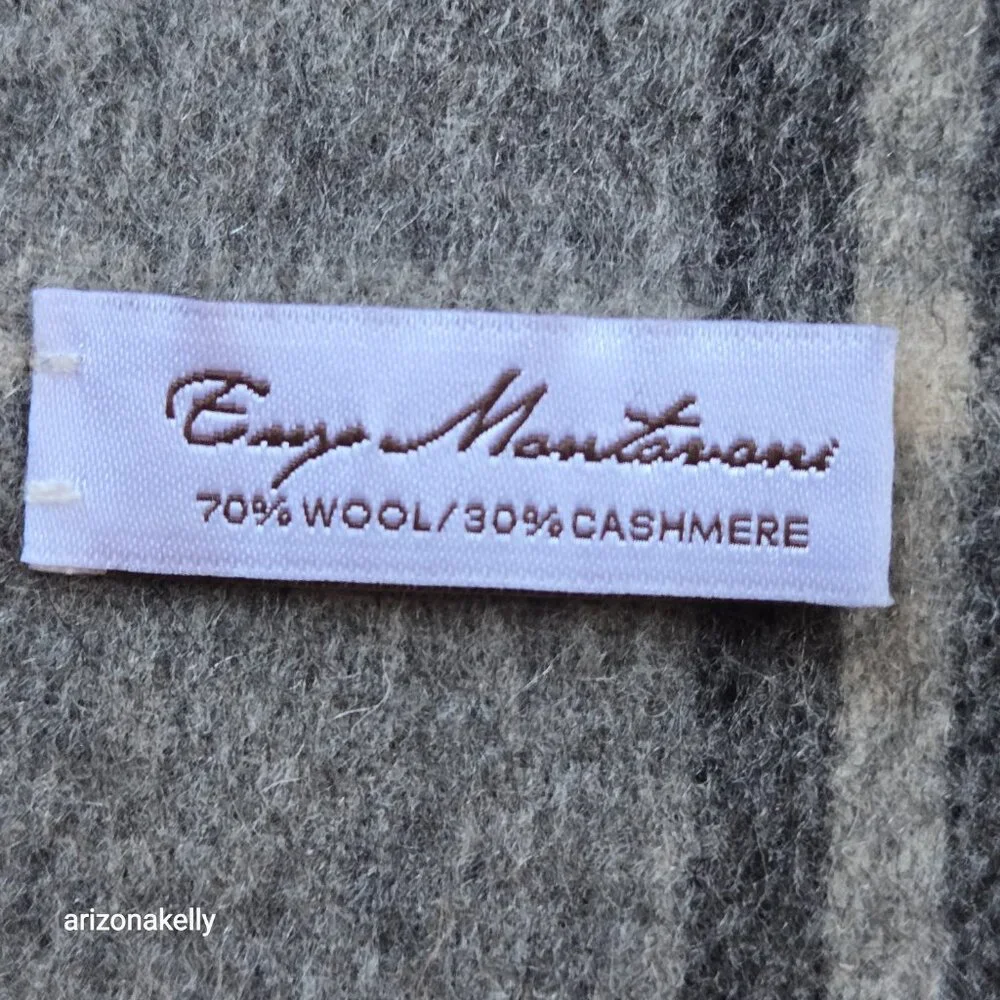 Enzo Mantovani
70% WOOL/30% CASHMERE
arizonakelly